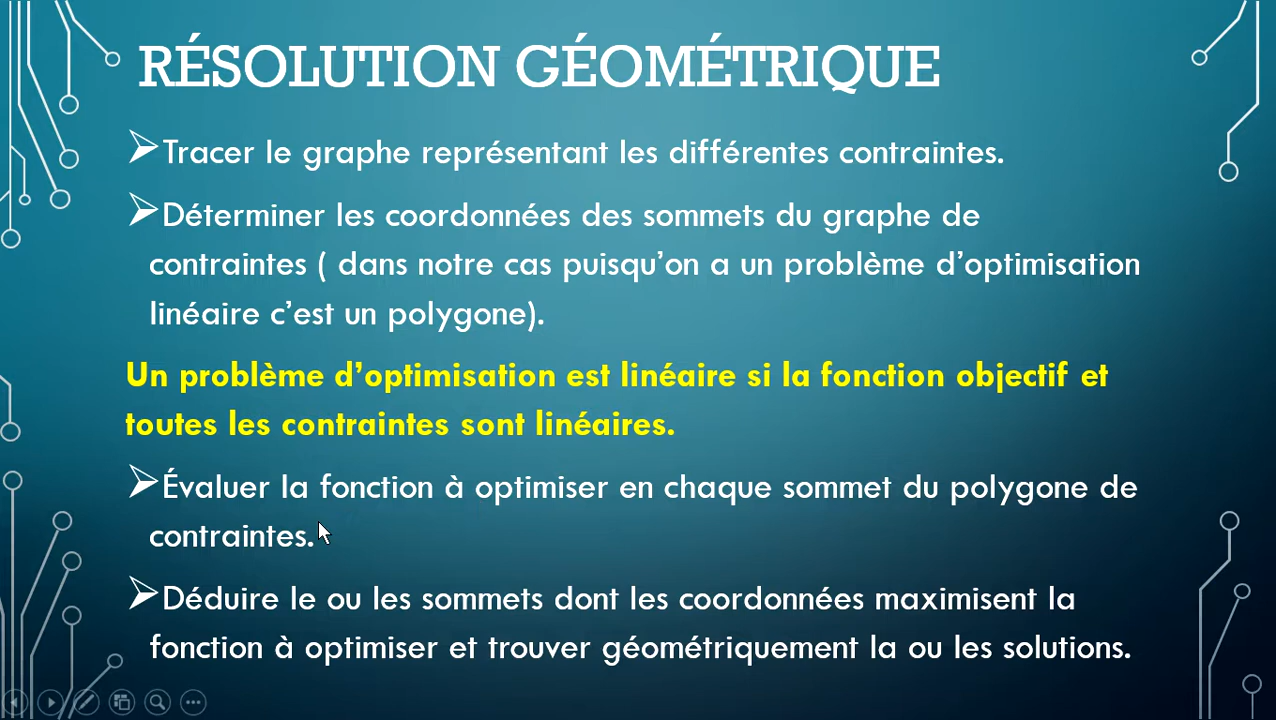 RÉSOLUTION GÉOMÉTRIQUE
Tracer le graphe représentant les différentes contraintes.
Déterminer les coordonnées des sommets du graphe de
contraintes ( dans notre cas puisqu’on a un problème d’optimisation
linéaire c’est un polygone).
Un problème d’optimisation est linéaire si la fonction objectif et
toutes les contraintes sont linéaires.
Évaluer la fonction à optimiser en chaque sommet du polygone de
contraintes.
Déduire le ou les sommets dont les coordonnées maximisent la
fonction à optimiser et trouver géométriquement la ou les solutions.